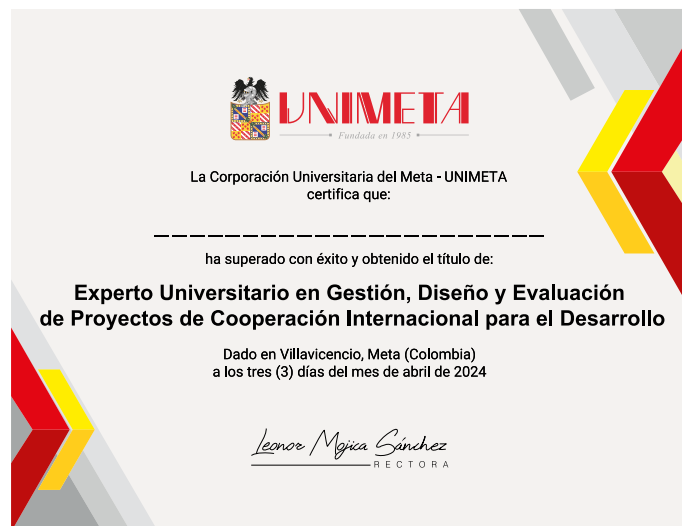 UNIMETA
Fundada en 1985
La Corporación Universitaria del Meta - UNIMETA
certifica que:
ha superado con éxito y obtenido el título de:
Experto Universitario en Gestión, Diseño y Evaluación
de Proyectos de Cooperación Internacional para el Desarrollo
Dado en Villavicencio, Meta (Colombia)
a los tres (3) días del mes de abril de 2024
Leonor Mojica Sánchez
RECTORA